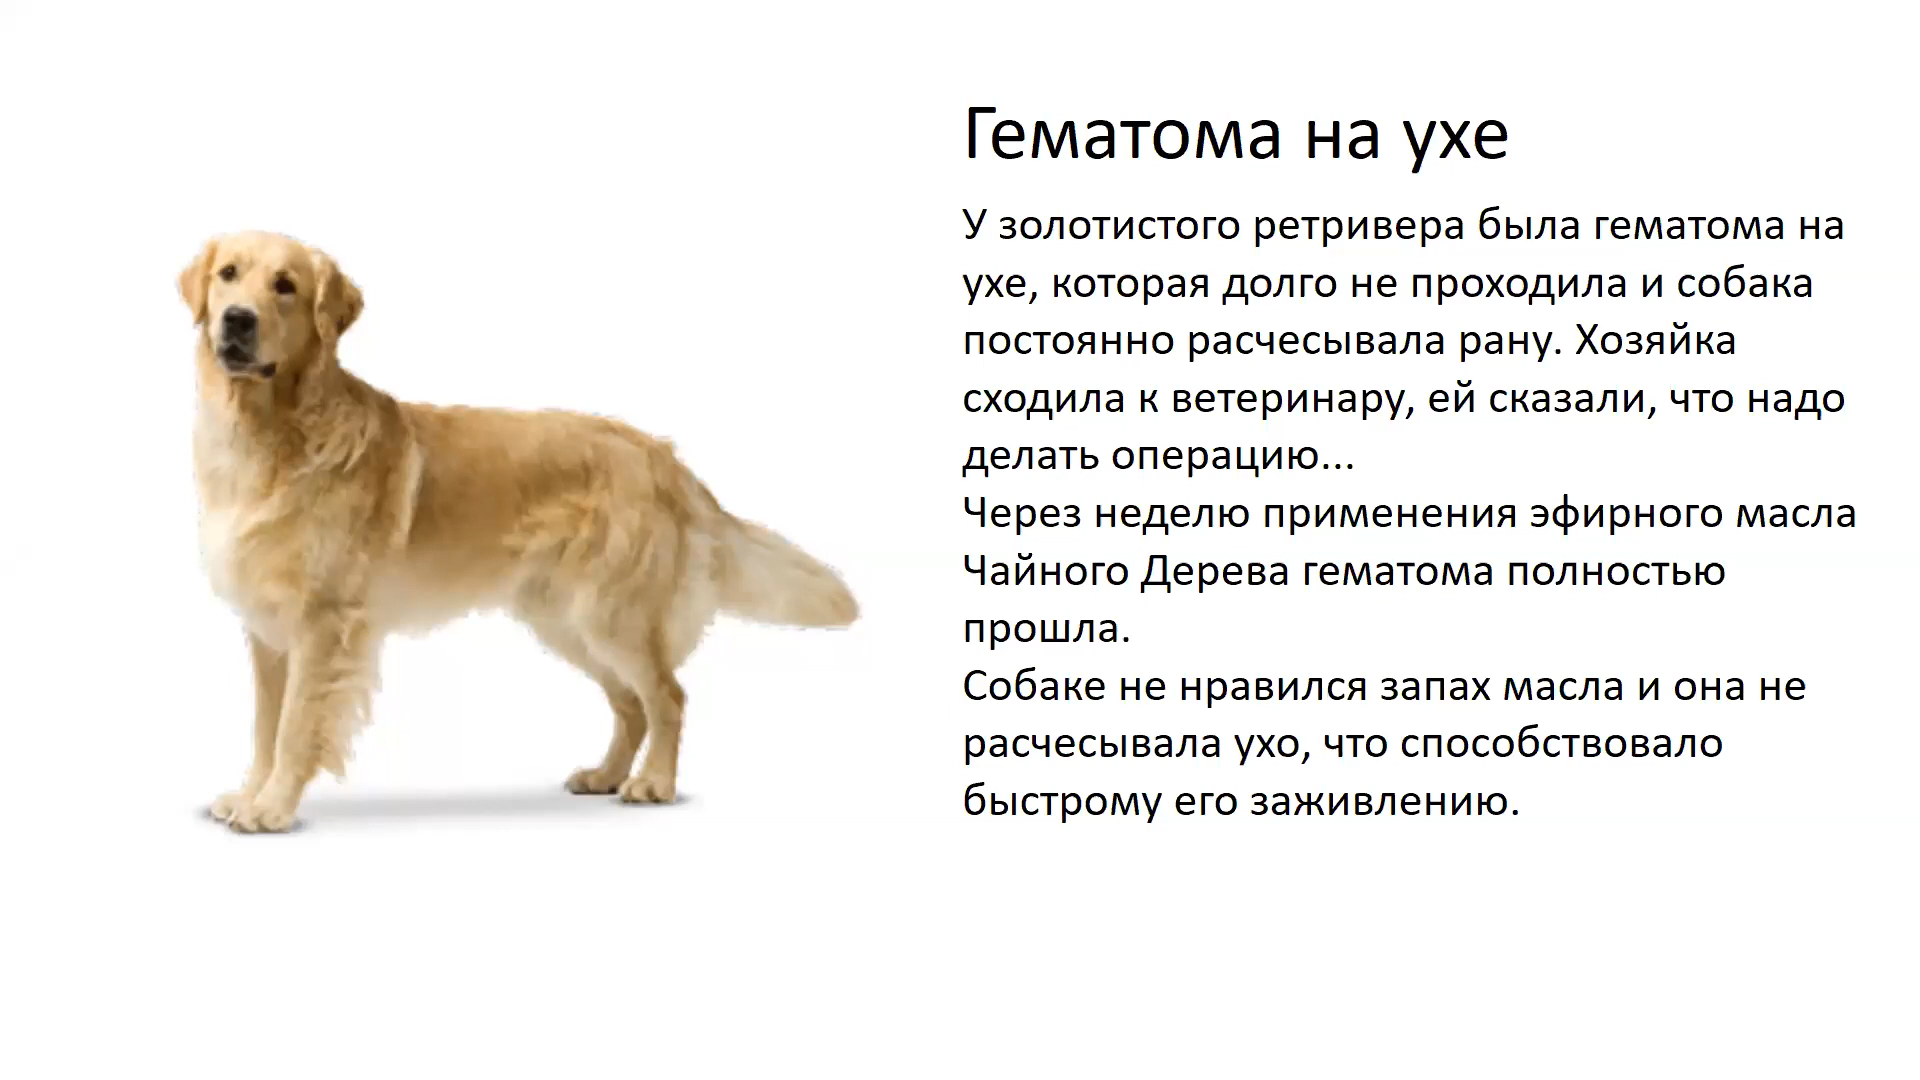 Гематома на ухе
У золотистого ретривера была гематома на
ухе, которая долго не проходила и собака
постоянно расчесывала рану. Хозяйка
сходила к ветеринару, ей сказали, что надо
делать операцию...
Через неделю применения эфирного масла
Чайного Дерева гематома полностью
прошла.
Собаке не нравился запах масла и она не
расчесывала ухо, что способствовало
быстрому его заживлению.